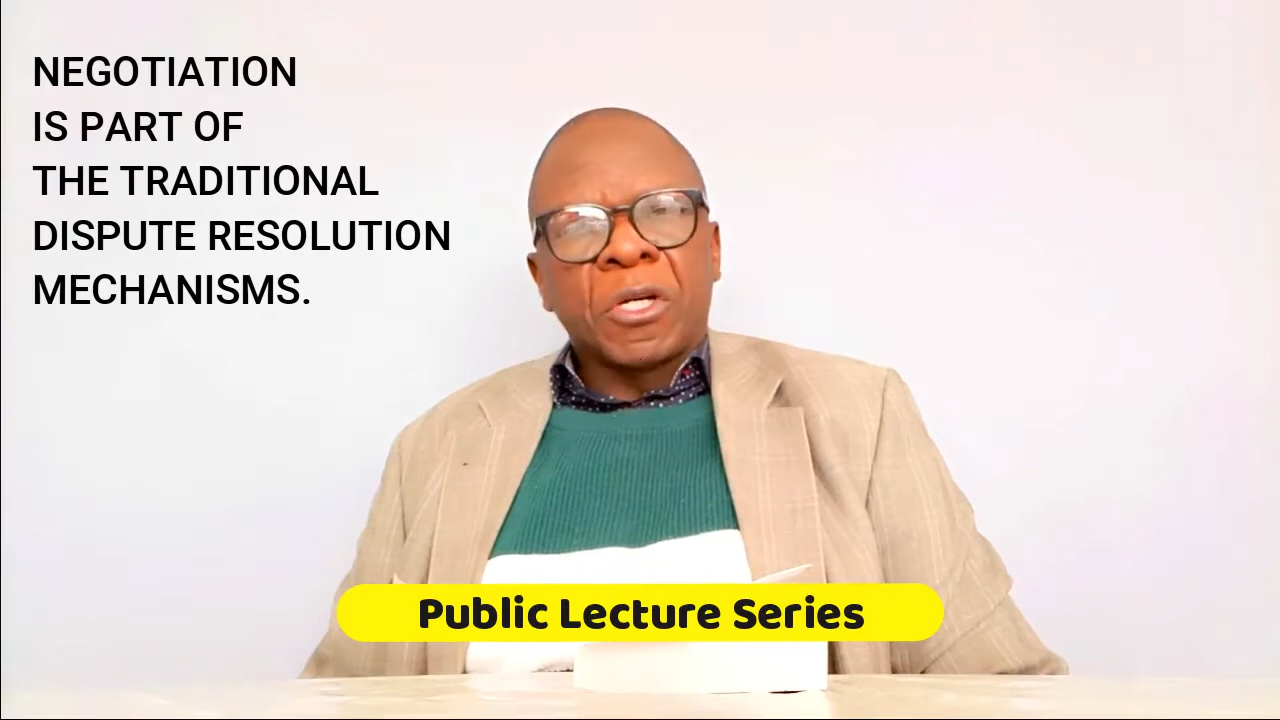 NEGOTIATION
IS PART OF
THE TRADITIONAL
DISPUTE RESOLUTION
MECHANISMS.
Public Lecture Series